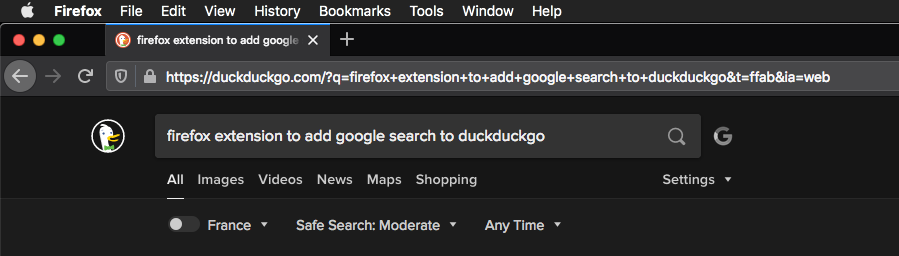 Firefox File Edit View History Bookmarks Tools Window Help
firefox extension to add google
https://duckduckgo.com/?q=firefox+extension+to+add+google+search+to+duckduckgo&t=ffab&ia=web
firefox extension to add google search to duckduckgo
All Images Videos News Maps Shopping Settings
France Safe Search: Moderate Any Time